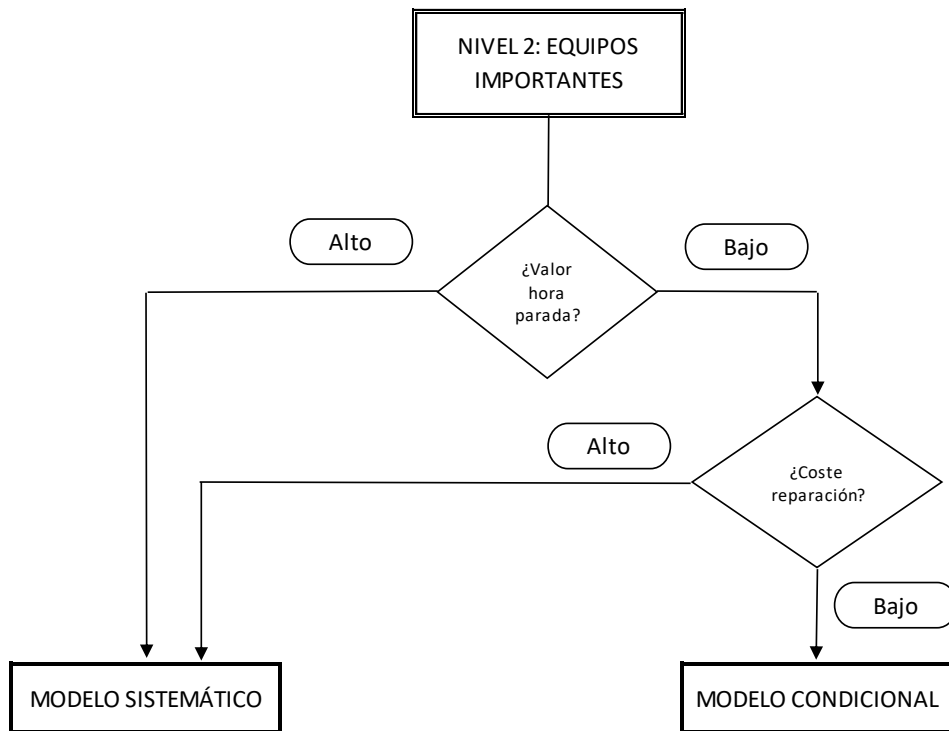 NIVEL 2: EQUIPOS
IMPORTANTES
Alto
Bajo
¿Valor
hora
parada?
Alto
¿Coste
reparación?
Bajo
MODELO SISTEMÁTICO
MODELO CONDICIONAL